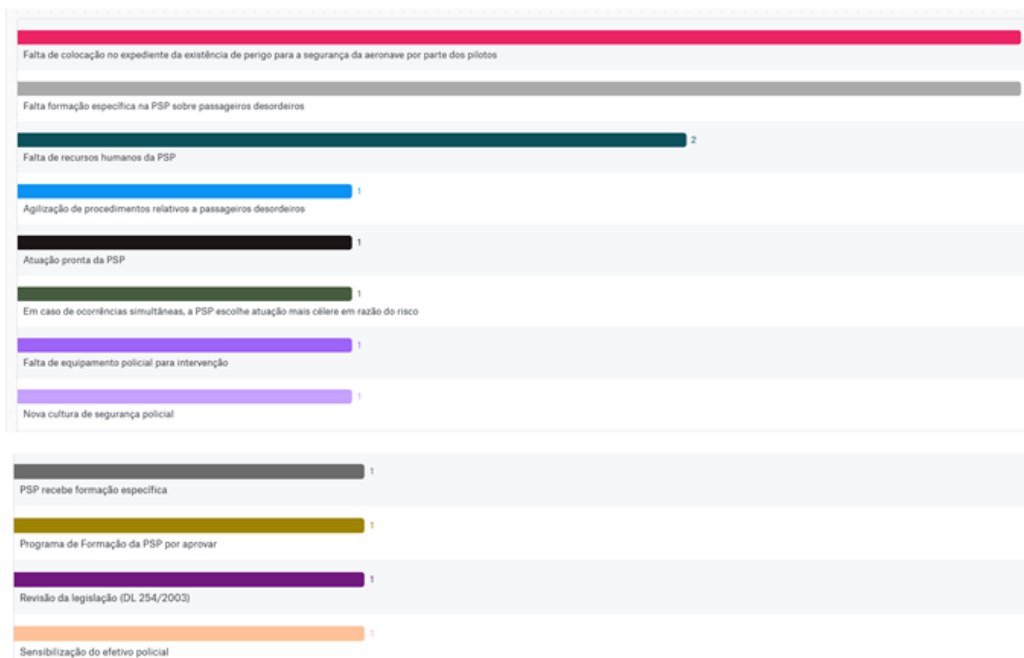 Falta de colocação no expediente da existência de perigo para a segurança da aeronave por parte dos pilotos
Falta formação específica na PSP sobre passageiros desordeiros
2
Falta de recursos humanos da PSP
1
Agilização de procedimentos relativos a passageiros desordeiros
1
Atuação pronta da PSP
1
Em caso de ocorrências simultâneas, a PSP escolhe atuação mais célere em razão do risco
1
Falta de equipamento policial para intervenção
1
Nova cultura de segurança policial
1
PSP recebe formação específica
1
Programa de Formação da PSP por aprovar
1
Revisão da legislação (DL 254/2003)
1
Sensibilização do efetivo policial